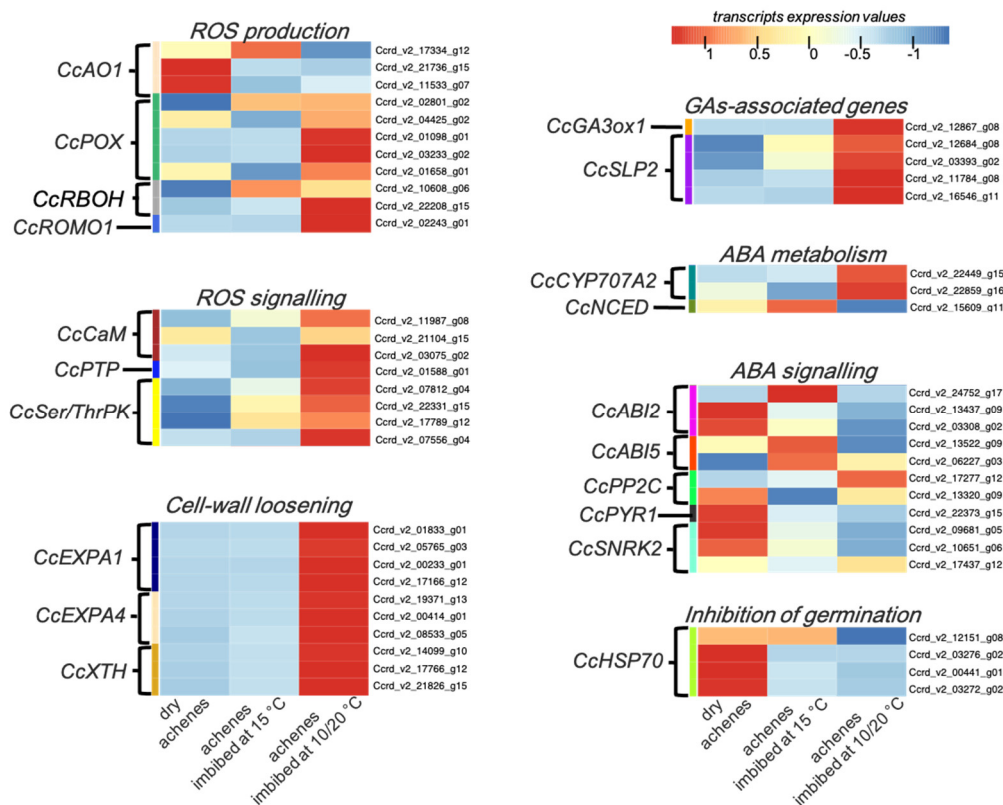 ROS production
CcAO1
CcPOX
CcRBOH
CcROMO1
Ccrd_v2_17334_g12
Ccrd_v2_21736_g15
Ccrd_v2_11533_g07
Ccrd_v2_02801_g02
Ccrd_v2_04425_g02
Ccrd_v2_01098_g01
Ccrd_v2_03233_g02
Ccrd_v2_01658_g01
Ccrd_v2_10608_g06
Ccrd_v2_22208_g15
Ccrd_v2_02243_g01
ROS signalling
CcCaM
CcPTP
CcSer/ThrPK
Ccrd_v2_11987_g08
Ccrd_v2_21104_g15
Ccrd_v2_03075_g02
Ccrd_v2_01588_g01
Ccrd_v2_07812_g04
Ccrd_v2_22331_g15
Ccrd_v2_17789_g12
Ccrd_v2_07556_g04
Cell-wall loosening
CcEXPA1
CcEXPA4
CcXTH
Ccrd_v2_01833_g01
Ccrd_v2_05765_g03
Ccrd_v2_00233_g01
Ccrd_v2_17166_g12
Ccrd_v2_19371_g13
Ccrd_v2_00414_g01
Ccrd_v2_08533_g05
Ccrd_v2_14099_g10
Ccrd_v2_17766_g12
Ccrd_v2_21826_g15
dry
achenes
achenes
imbibed at 15 °C
achenes
imbibed at 10/20 °C
transcripts expression values
1 0.5 0 -0.5 -1
GAs-associated genes
CcGA3ox1
CcSLP2
Ccrd_v2_12867_g08
Ccrd_v2_12684_g08
Ccrd_v2_03393_g02
Ccrd_v2_11784_g08
Ccrd_v2_16546_g11
ABA metabolism
CcCYP707A2
CcNCED
Ccrd_v2_22449_g15
Ccrd_v2_22859_g16
Ccrd_v2_15609_g11
ABA signalling
CcABI2
CcABI5
CcPP2C
CcPYR1
CcSNRK2
Ccrd_v2_24752_g17
Ccrd_v2_13437_g09
Ccrd_v2_03308_g02
Ccrd_v2_13522_g09
Ccrd_v2_06227_g03
Ccrd_v2_17277_g12
Ccrd_v2_13320_g09
Ccrd_v2_22373_g15
Ccrd_v2_09681_g05
Ccrd_v2_10651_g06
Ccrd_v2_17437_g12
Inhibition of germination
CcHSP70
Ccrd_v2_12151_g08
Ccrd_v2_03276_g02
Ccrd_v2_00441_g01
Ccrd_v2_03272_g02
dry
achenes
achenes
imbibed at 15 °C
achenes
imbibed at 10/20 °C